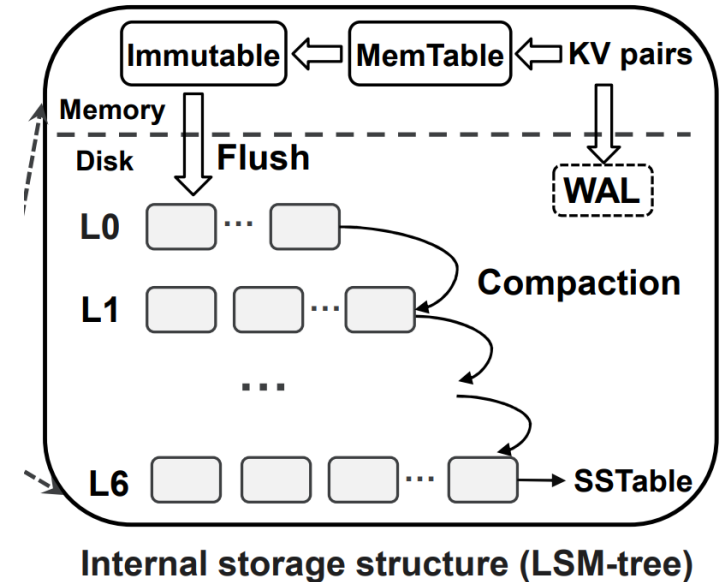 Immutable MemTable KV pairs
Memory
Disk Flush
WAL
L0 ...
Compaction
L1 ...
...
L6 ... SSTable
Internal storage structure (LSM-tree)